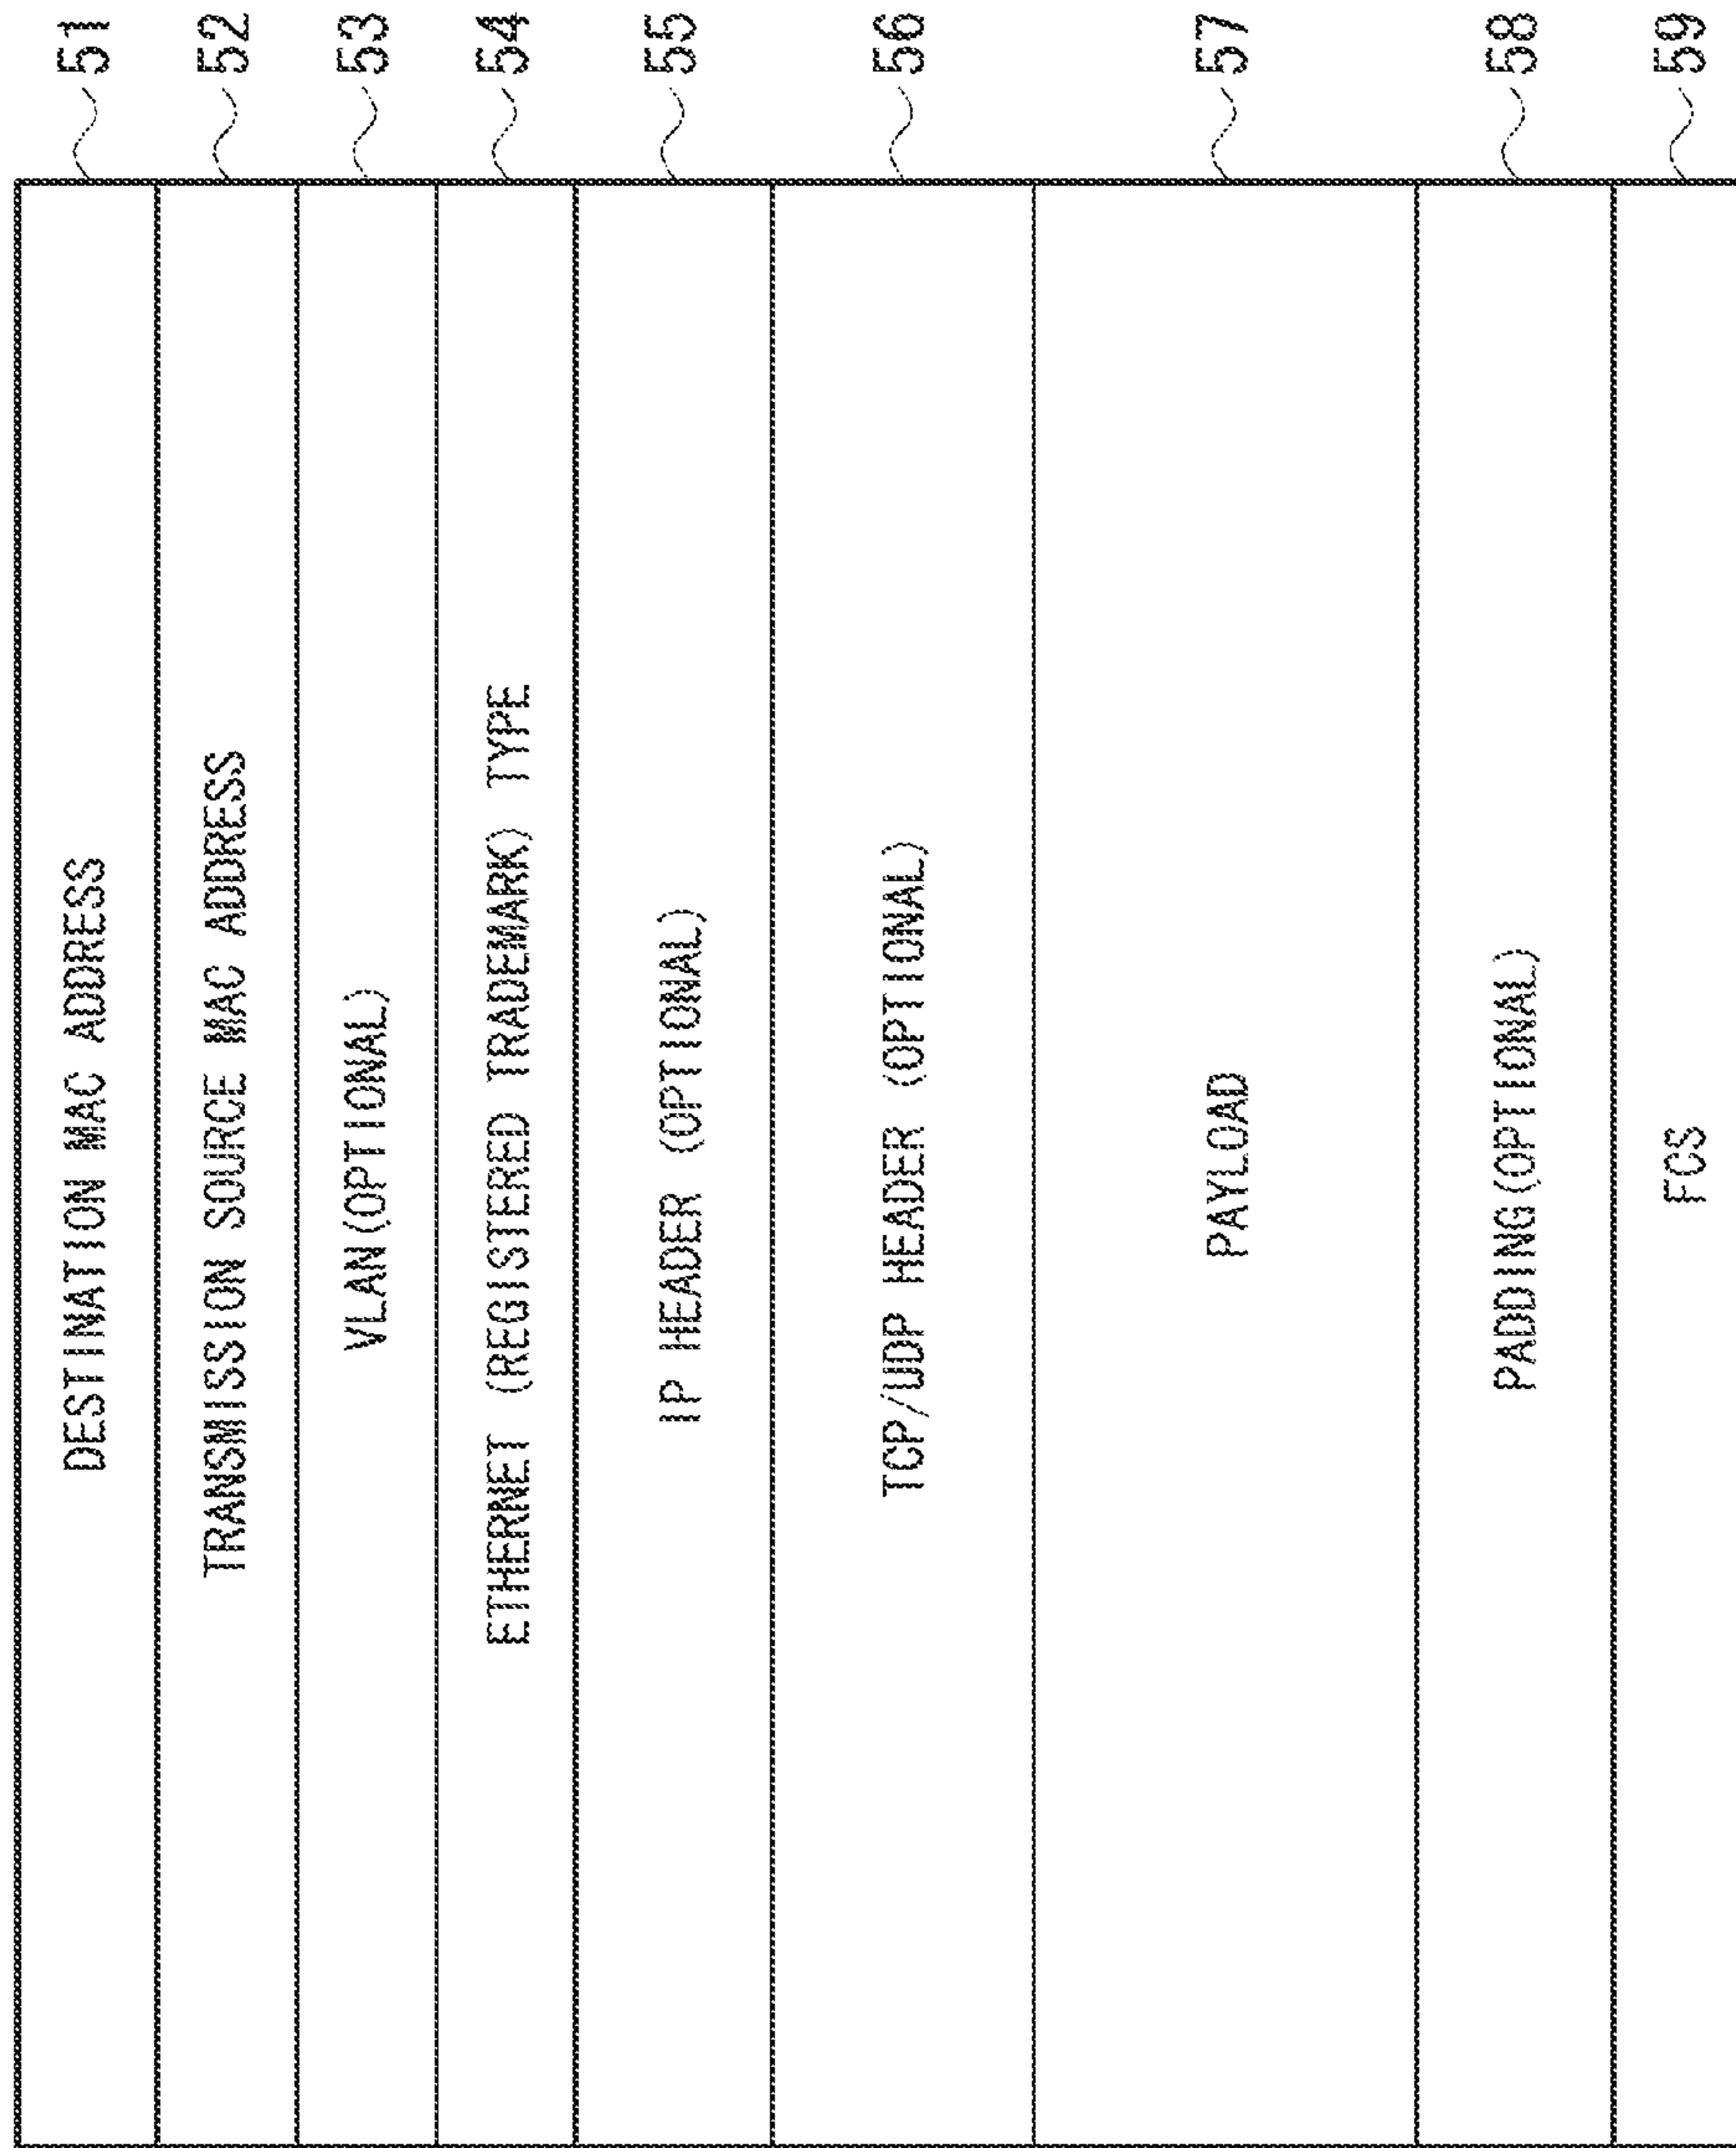 DESTINATION MAC ADDRESS 51
TRANSMISSION SOURCE MAC ADDRESS 52
VLAN(OPTIONAL) 53
ETHERNET (REGISTERED TRADEMARK) TYPE 54
IP HEADER (OPTIONAL) 55
TCP/UDP HEADER (OPTIONAL) 56
PAYLOAD 57
PADDING(OPTIONAL) 58
FCS 59